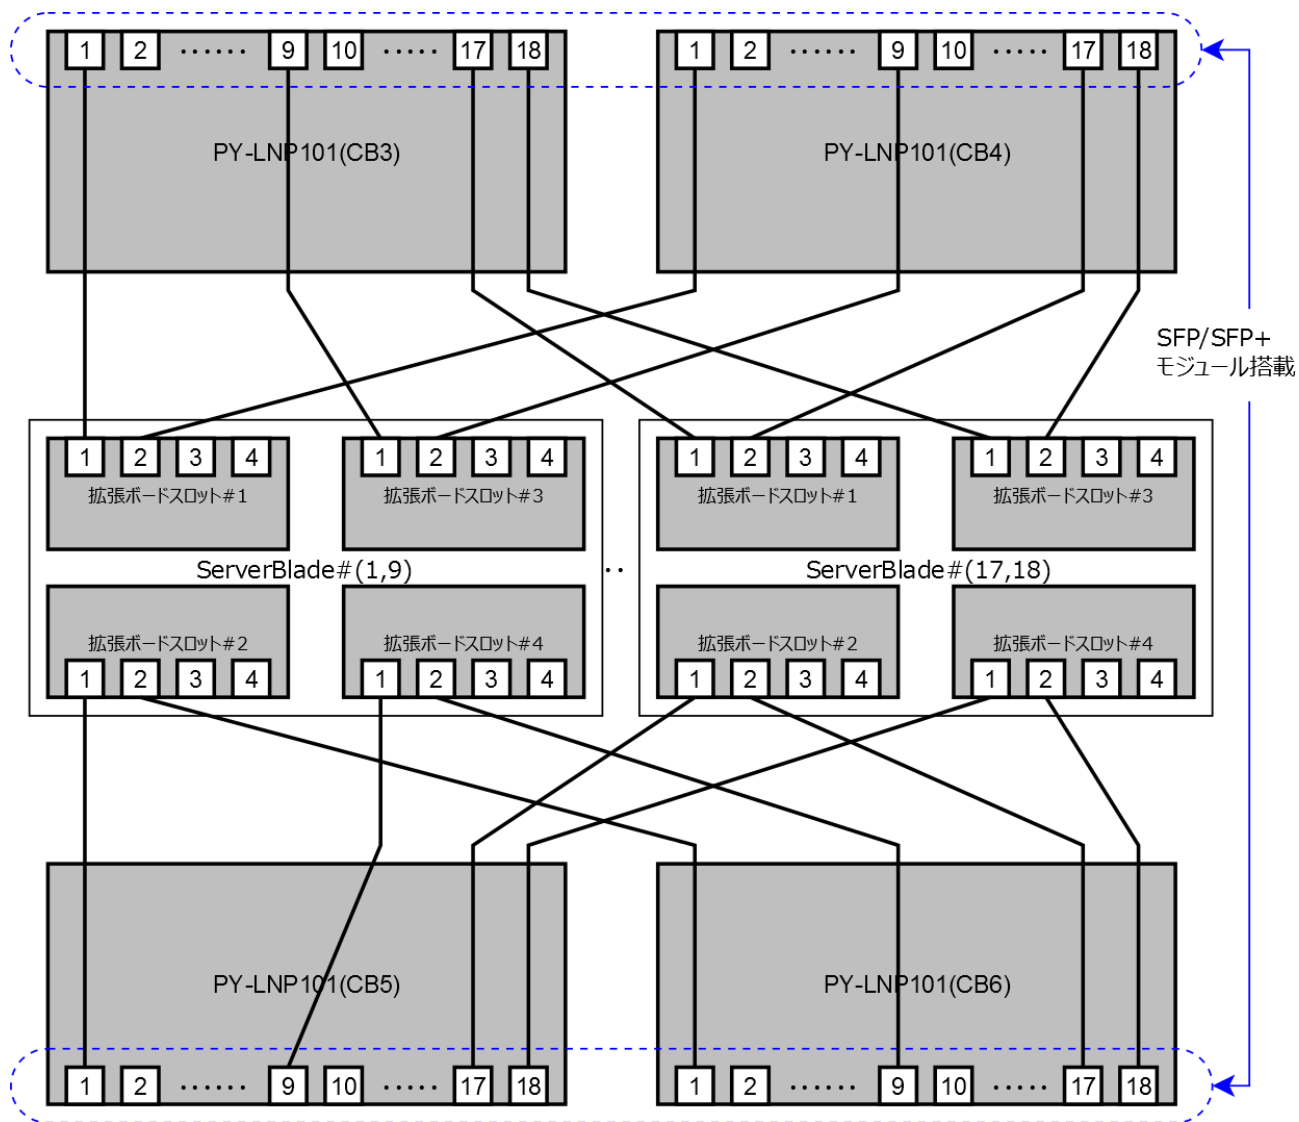 1 2 ······ 9 10 ····· 17 18
1 2 ······ 9 10 ····· 17 18
PY-LNP101(CB3)
PY-LNP101(CB4)
SFP/SFP+
モジュール搭載
1 2 3 4
拡張ボードスロット#1
1 2 3 4
拡張ボードスロット#3
1 2 3 4
拡張ボードスロット#1
1 2 3 4
拡張ボードスロット#3
ServerBlade#(1,9)
··
ServerBlade#(17,18)
拡張ボードスロット#2
1 2 3 4
拡張ボードスロット#4
1 2 3 4
拡張ボードスロット#2
1 2 3 4
拡張ボードスロット#4
1 2 3 4
PY-LNP101(CB5)
PY-LNP101(CB6)
1 2 ······ 9 10 ····· 17 18
1 2 ······ 9 10 ····· 17 18